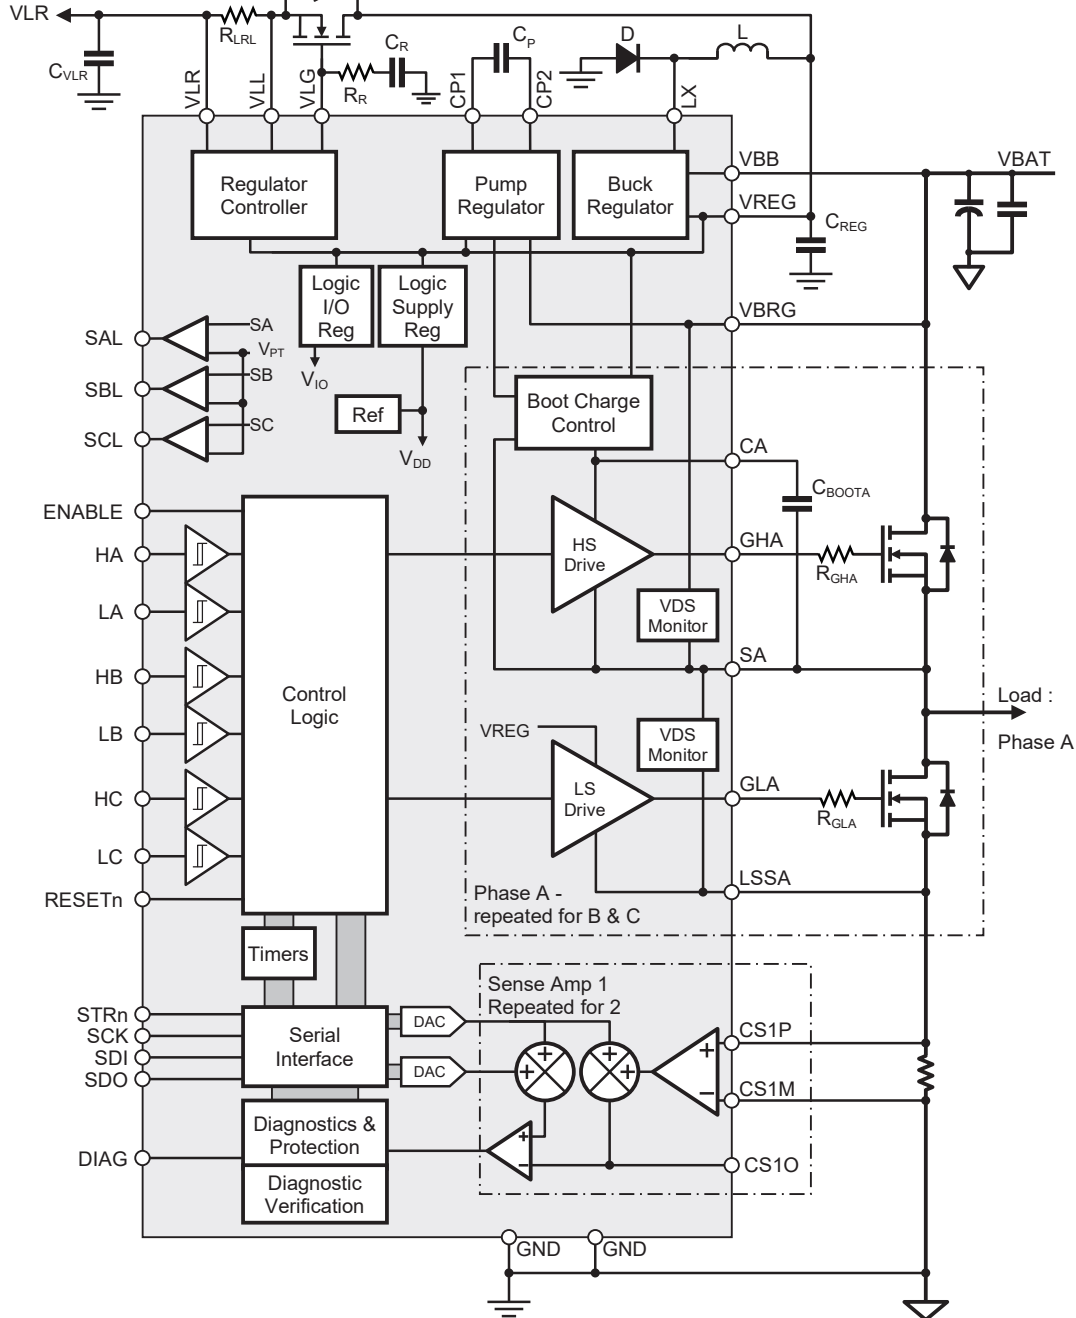 VLR
RLRL
CVLR
VLR
VLL
VLG
RR
CR
CP
CP1
CP2
D
L
LX
Regulator
Controller
Pump
Regulator
Buck
Regulator
VBB
VBAT
VREG
CREG
Logic
I/O
Reg
Logic
Supply
Reg
VBRG
SAL
SA
VPT
SBL
SB
SCL
SC
VIO
Ref
VDD
Boot Charge
Control
CA
CBOOTA
ENABLE
HA
LA
HB
LB
HC
LC
RESETn
Control
Logic
HS
Drive
GHA
RGHA
VDS
Monitor
SA
Load :
Phase A
VREG
VDS
Monitor
LS
Drive
GLA
RGLA
LSSA
Phase A -
repeated for B & C
Timers
Sense Amp 1
Repeated for 2
STRn
SCK
SDI
SDO
Serial
Interface
DAC
DAC
+
+
+
+
+
−
CS1P
CS1M
Diagnostics &
Protection
+
−
CS1O
DIAG
Diagnostic
Verification
GND
GND